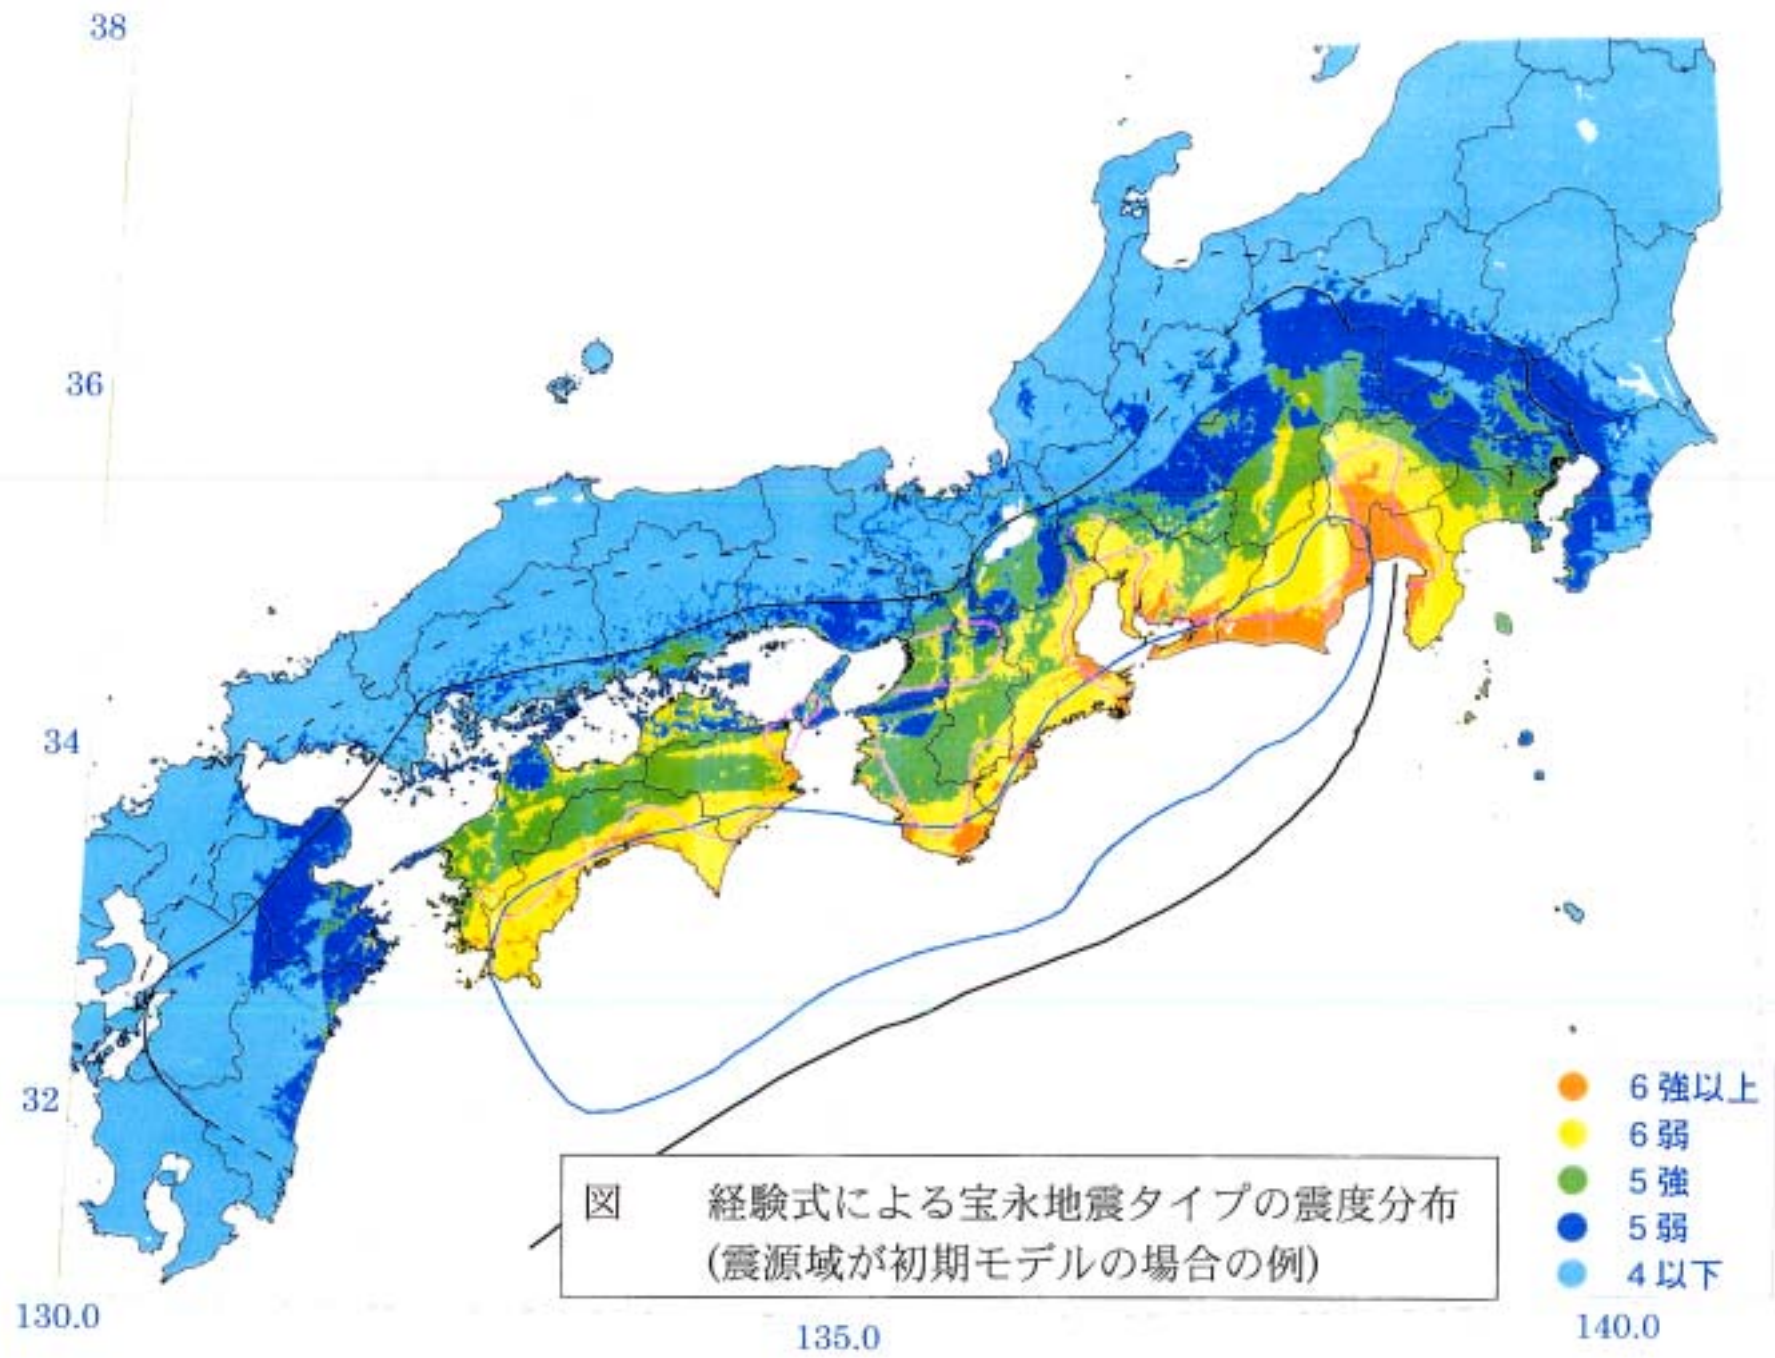 38
36
34
32
130.0
135.0
140.0
6強以上
6弱
5強
5弱
4以下
図 経験式による宝永地震タイプの震度分布
(震源域が初期モデルの場合の例)